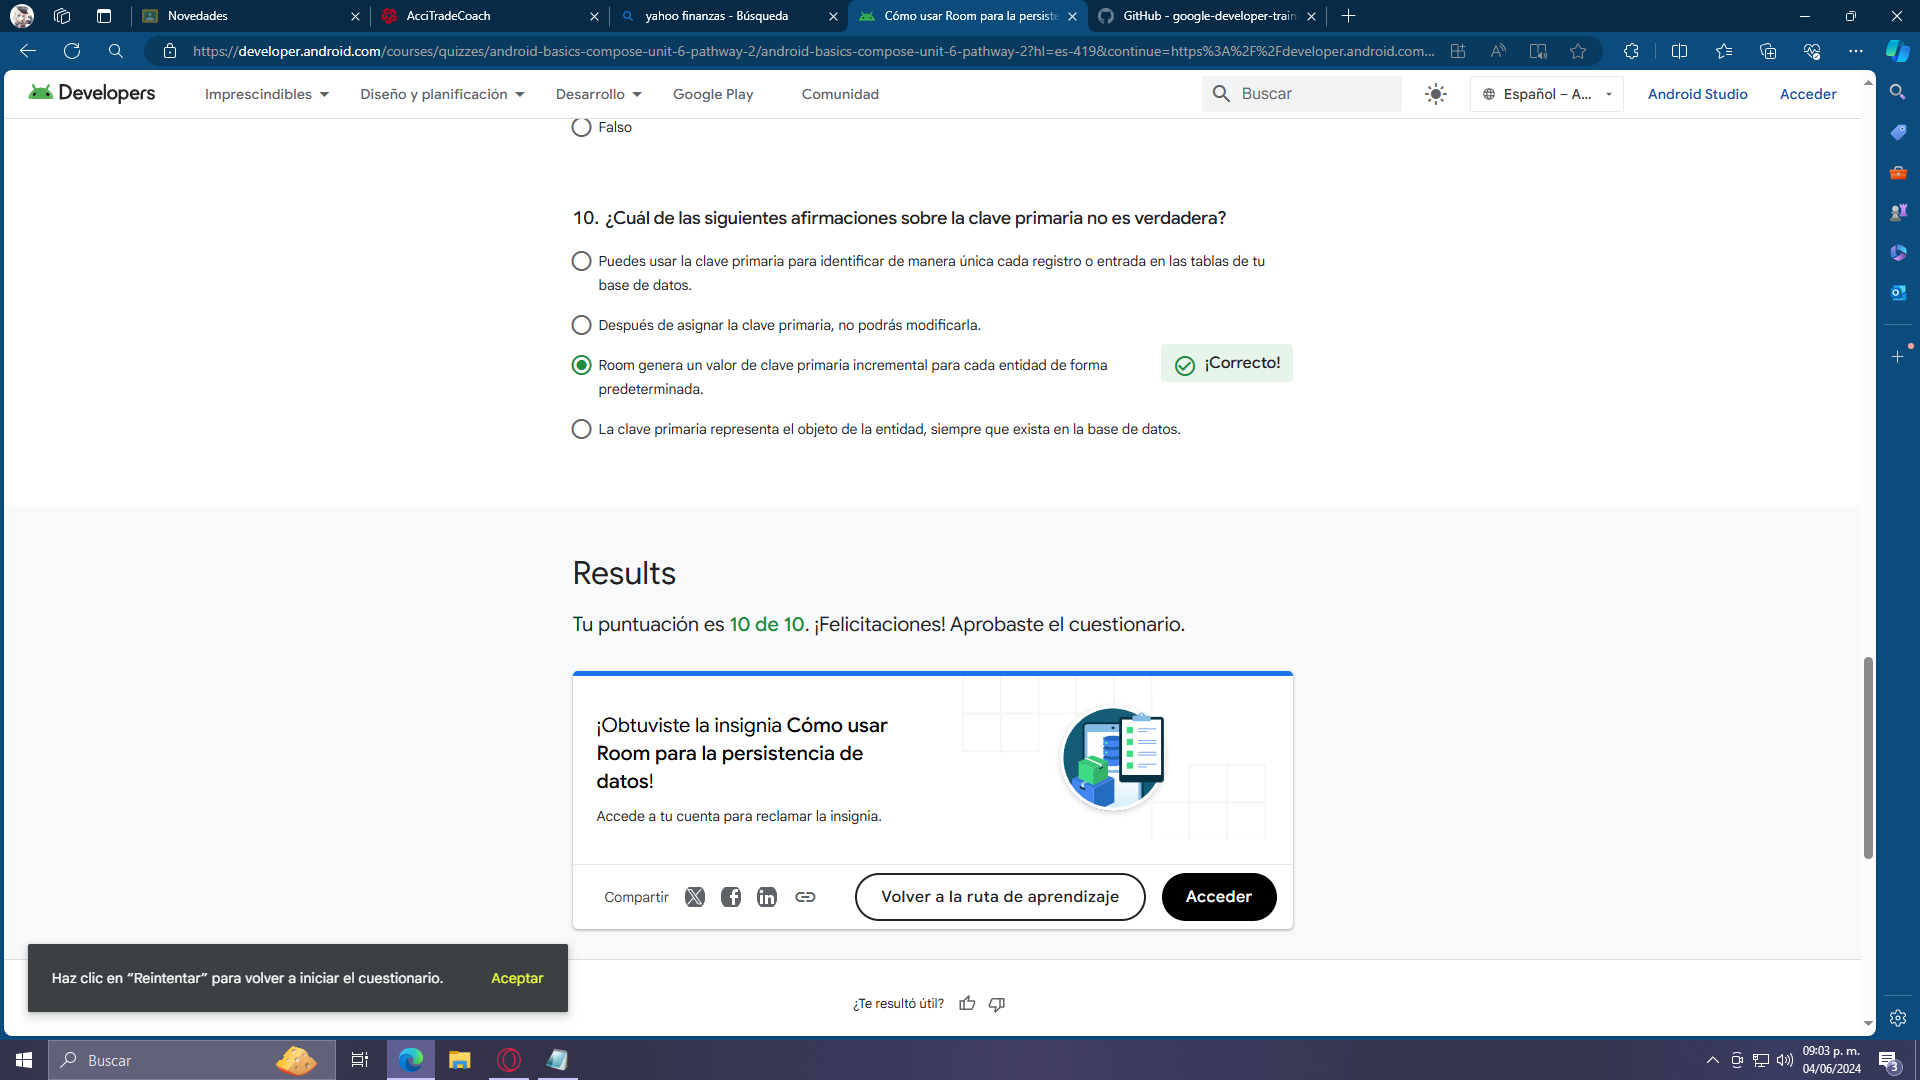 Novedades
AcciTradeCoach
yahoo finanzas - Búsqueda
Cómo usar Room para la persiste
GitHub - google-developer-train
https://developer.android.com/courses/quizzes/android-basics-compose-unit-6-pathway-2/android-basics-compose-unit-6-pathway-2?hl=es-419&continue=https%3A%2F%2Fdeveloper.android.com...
Developers
Imprescindibles
Diseño y planificación
Desarrollo
Google Play
Comunidad
Buscar
Español – A...
Android Studio
Acceder
Falso
10. ¿Cuál de las siguientes afirmaciones sobre la clave primaria no es verdadera?
Puedes usar la clave primaria para identificar de manera única cada registro o entrada en las tablas de tu
base de datos.
Después de asignar la clave primaria, no podrás modificarla.
Room genera un valor de clave primaria incremental para cada entidad de forma
predeterminada.
¡Correcto!
La clave primaria representa el objeto de la entidad, siempre que exista en la base de datos.
Results
Tu puntuación es 10 de 10. ¡Felicitaciones! Aprobaste el cuestionario.
¡Obtuviste la insignia Cómo usar
Room para la persistencia de
datos!
Accede a tu cuenta para reclamar la insignia.
Compartir
Volver a la ruta de aprendizaje
Acceder
Haz clic en “Reintentar” para volver a iniciar el cuestionario.
Aceptar
¿Te resultó útil?
Buscar
09:03 p. m.
04/06/2024
3